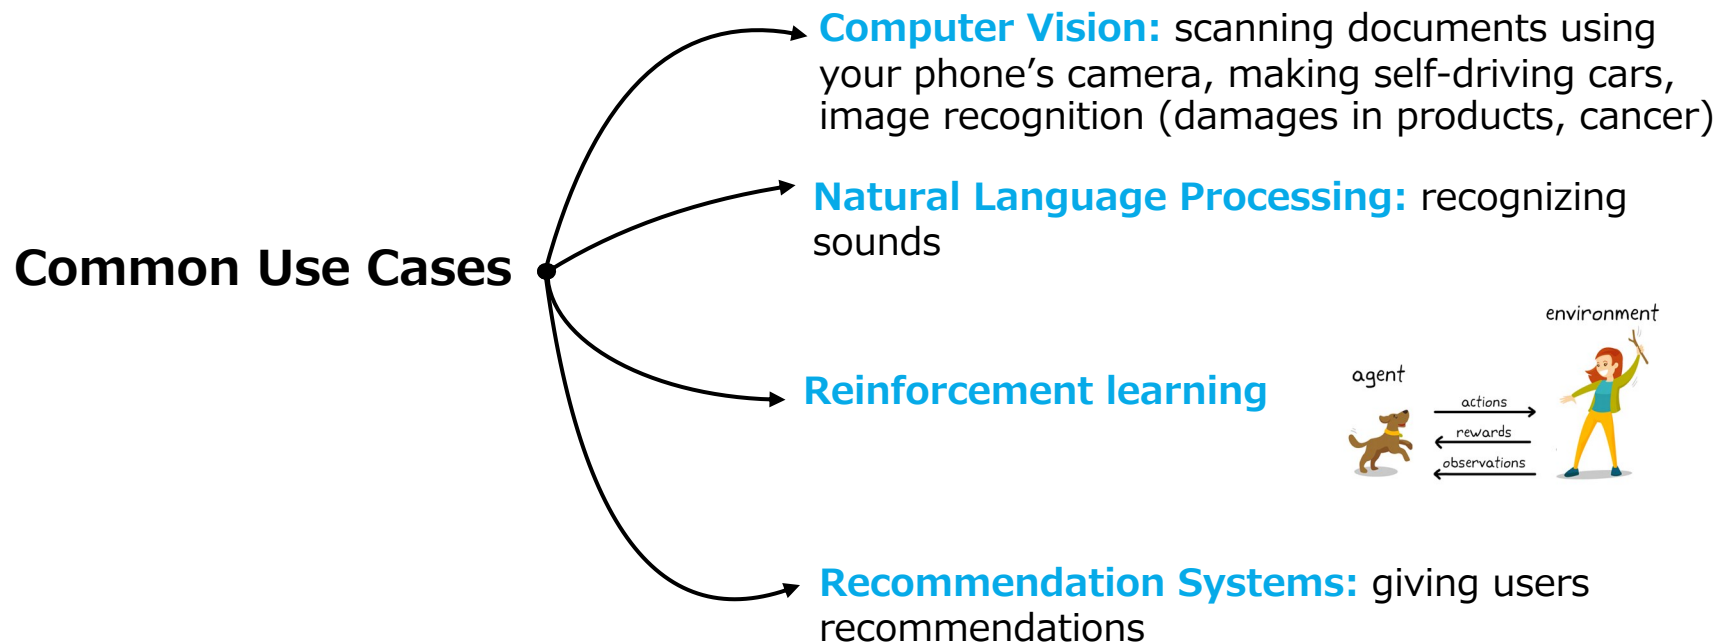 Computer Vision: scanning documents using
your phone’s camera, making self-driving cars,
image recognition (damages in products, cancer)
Natural Language Processing: recognizing
sounds
Common Use Cases
environment
agent
Reinforcement learning
actions
rewards
observations
Recommendation Systems: giving users
recommendations